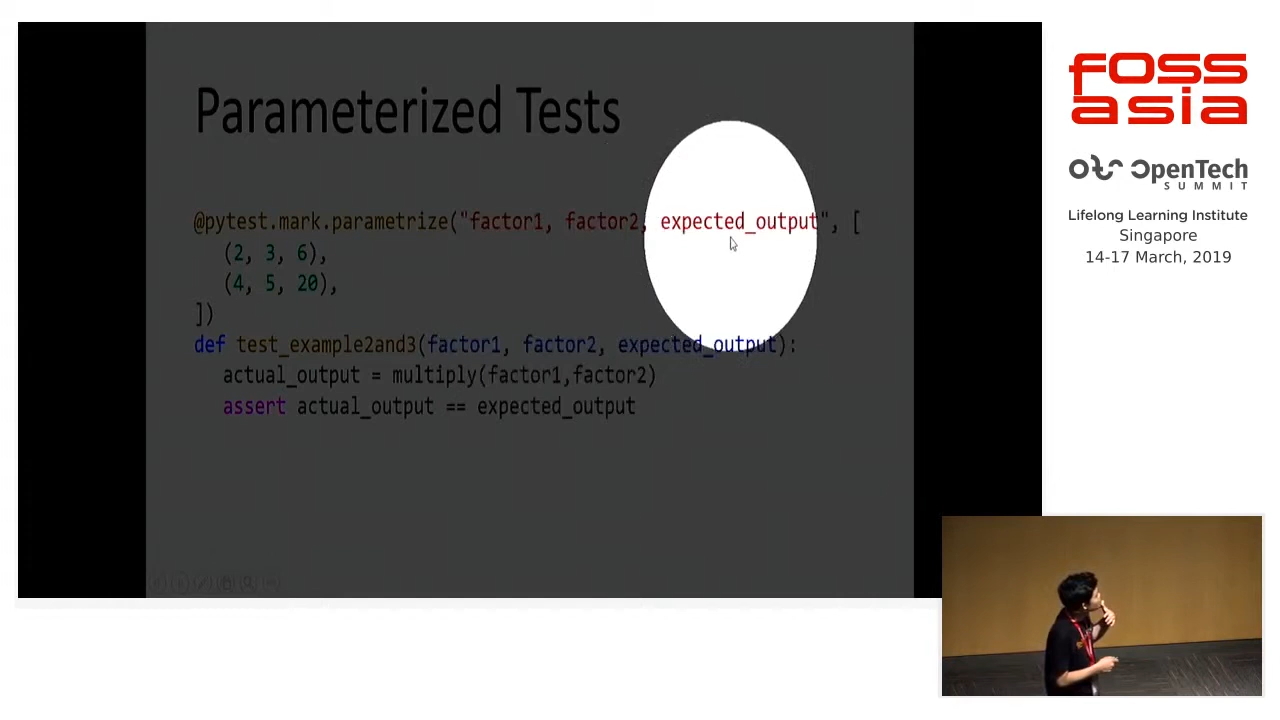 Parameterized Tests
@pytest.mark.parametrize("factor1, factor2, expected_output", [
(2, 3, 6),
(4, 5, 20),
])
def test_example2and3(factor1, factor2, expected_output):
actual_output = multiply(factor1,factor2)
assert actual_output == expected_output
FOSS
asia
OpenTech
SUMMIT
Lifelong Learning Institute
Singapore
14-17 March, 2019